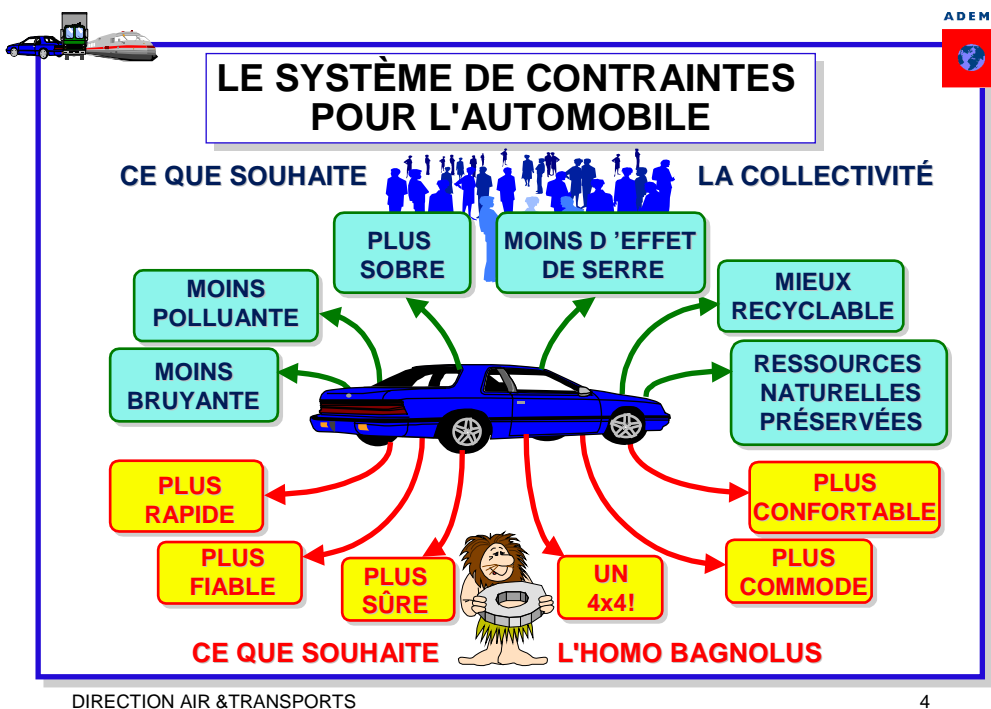 ADEM
LE SYSTÈME DE CONTRAINTES
POUR L'AUTOMOBILE
CE QUE SOUHAITE LA COLLECTIVITÉ
PLUS
SOBRE
MOINS D ’EFFET
DE SERRE
MOINS
POLLUANTE
MIEUX
RECYCLABLE
MOINS
BRUYANTE
RESSOURCES
NATURELLES
PRÉSERVÉES
PLUS
RAPIDE
PLUS
CONFORTABLE
PLUS
FIABLE
PLUS
SÛRE
UN
4x4!
PLUS
COMMODE
CE QUE SOUHAITE L'HOMO BAGNOLUS
DIRECTION AIR &TRANSPORTS 4